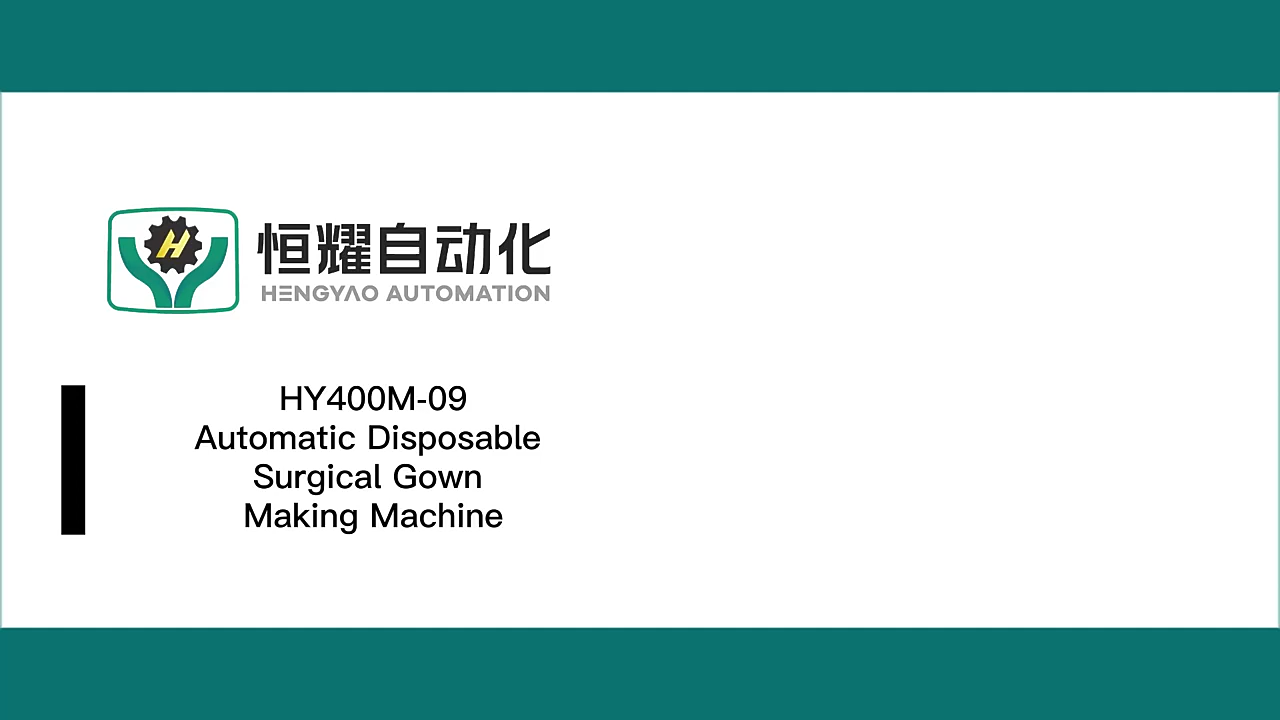 H
恒耀自动化
HENGYAO AUTOMATION
HY400M-09
Automatic Disposable
Surgical Gown
Making Machine